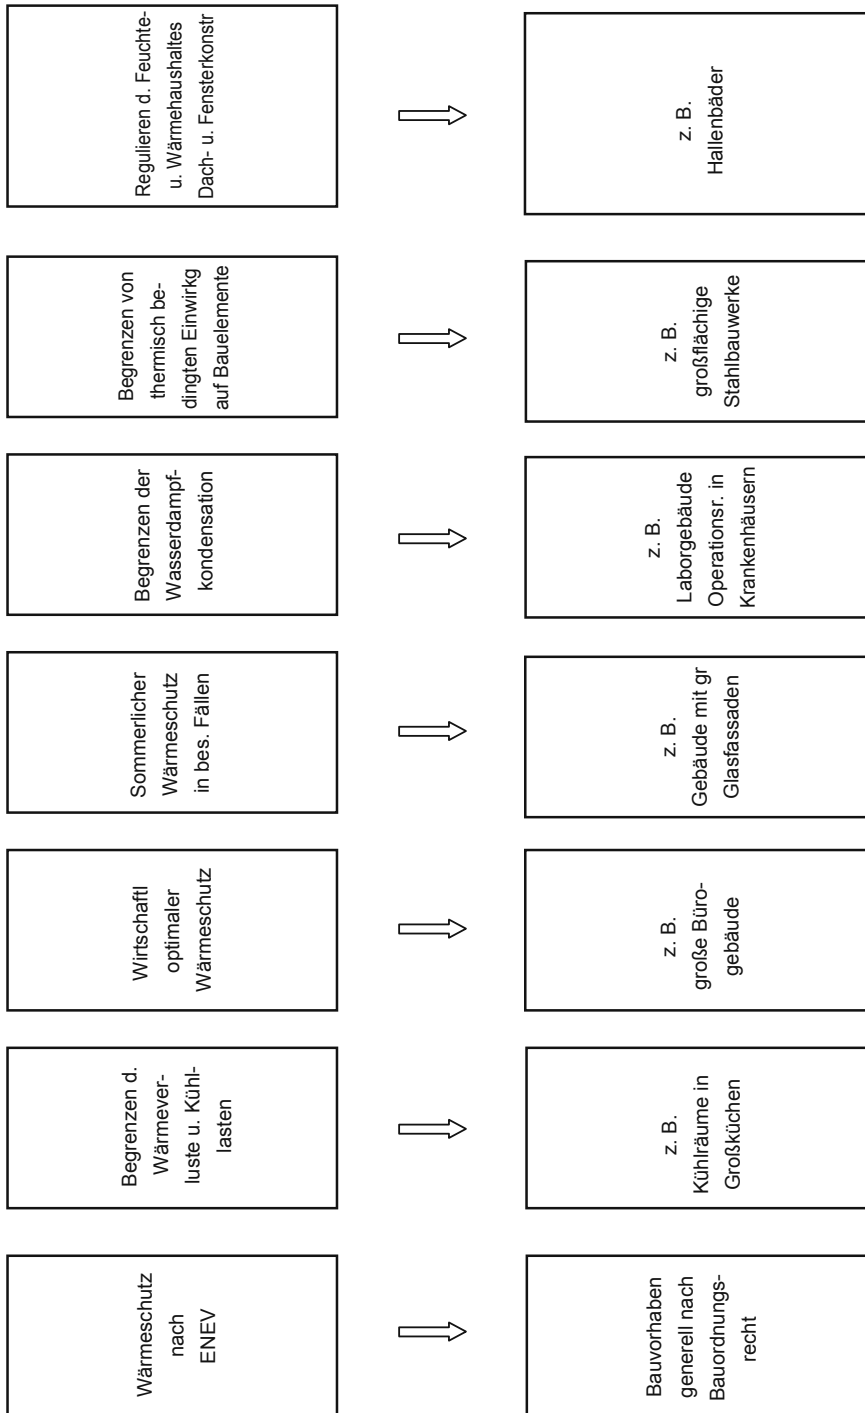 Wärmeschutz
nach
ENEV
Begrenzen d.
Wärmever-
luste u. Kühl-
lasten
Wirtschaftl
optimaler
Wärmeschutz
Sommerlicher
Wärmeschutz
in bes. Fällen
Begrenzen der
Wasserdampf-
kondensation
Begrenzen von
thermisch be-
dingten Einwirkg
auf Bauelemente
Regulieren d. Feuchte-
u. Wärmehaushaltes
Dach- u. Fensterkonstr
Bauvorhaben
generell nach
Bauordnungs-
recht
z. B.
Kühlräume in
Großküchen
z. B.
große Büro-
gebäude
z. B.
Gebäude mit gr
Glasfassaden
z. B.
Laborgebäude
Operationsr. in
Krankenhäusern
z. B.
großflächige
Stahlbauwerke
z. B.
Hallenbäder